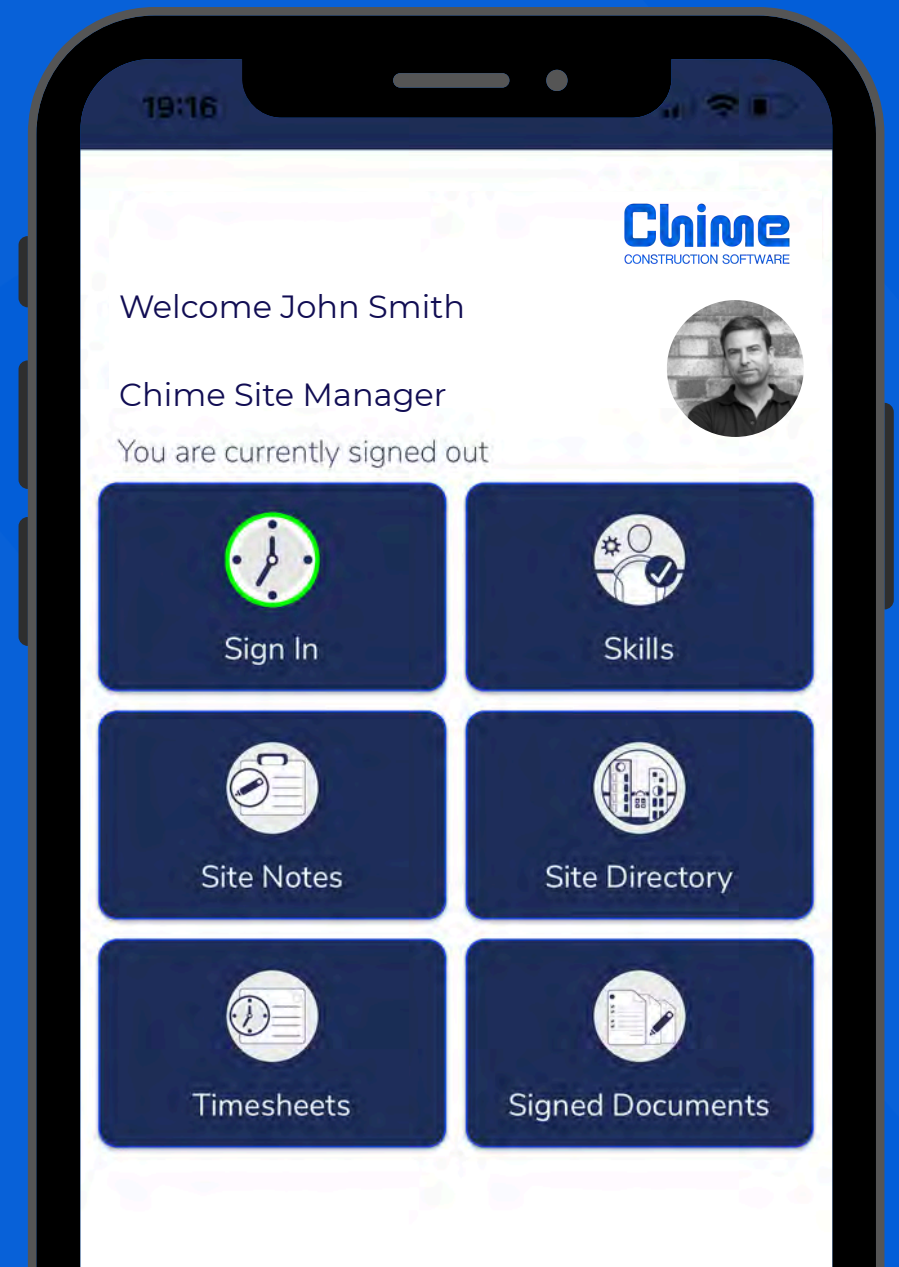 19:16
Chime
CONSTRUCTION SOFTWARE
Welcome John Smith
Chime Site Manager
You are currently signed out
Sign In
Skills
Site Notes
Site Directory
Timesheets
Signed Documents